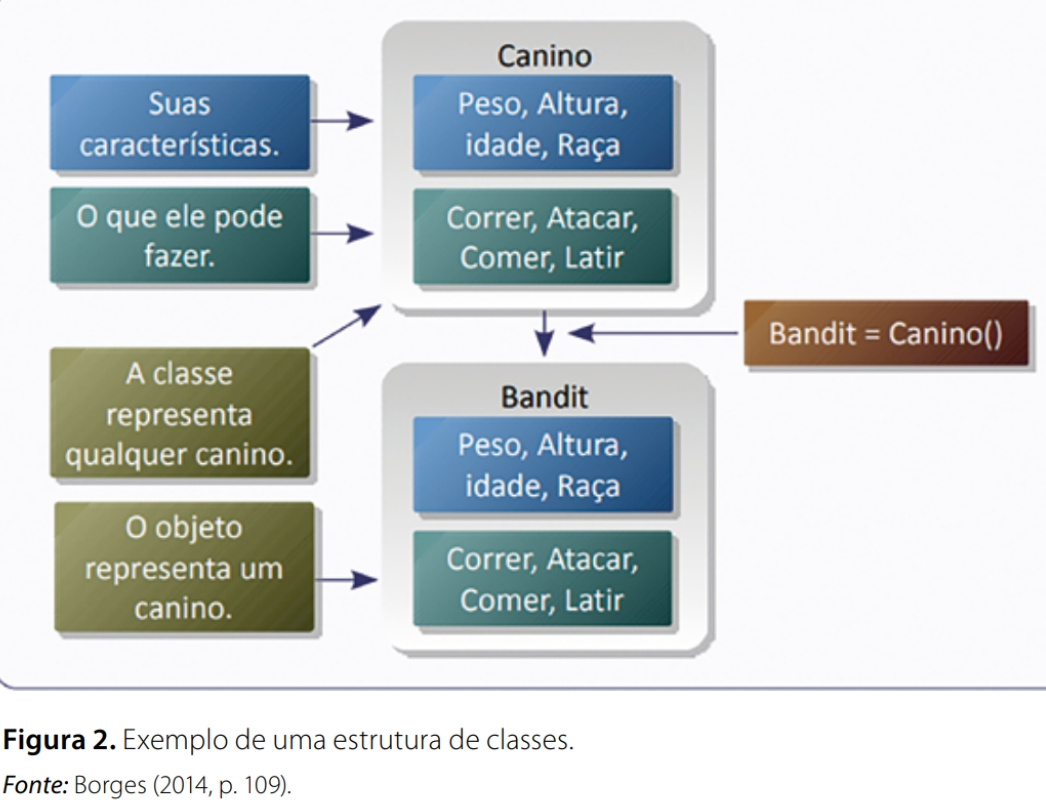 Canino
Suas
características.
Peso, Altura,
idade, Raça
O que ele pode
fazer.
Correr, Atacar,
Comer, Latir
Bandit = Canino()
A classe
representa
qualquer canino.
Bandit
Peso, Altura,
idade, Raça
O objeto
representa um
canino.
Correr, Atacar,
Comer, Latir
Figura 2. Exemplo de uma estrutura de classes.
Fonte: Borges (2014, p. 109).